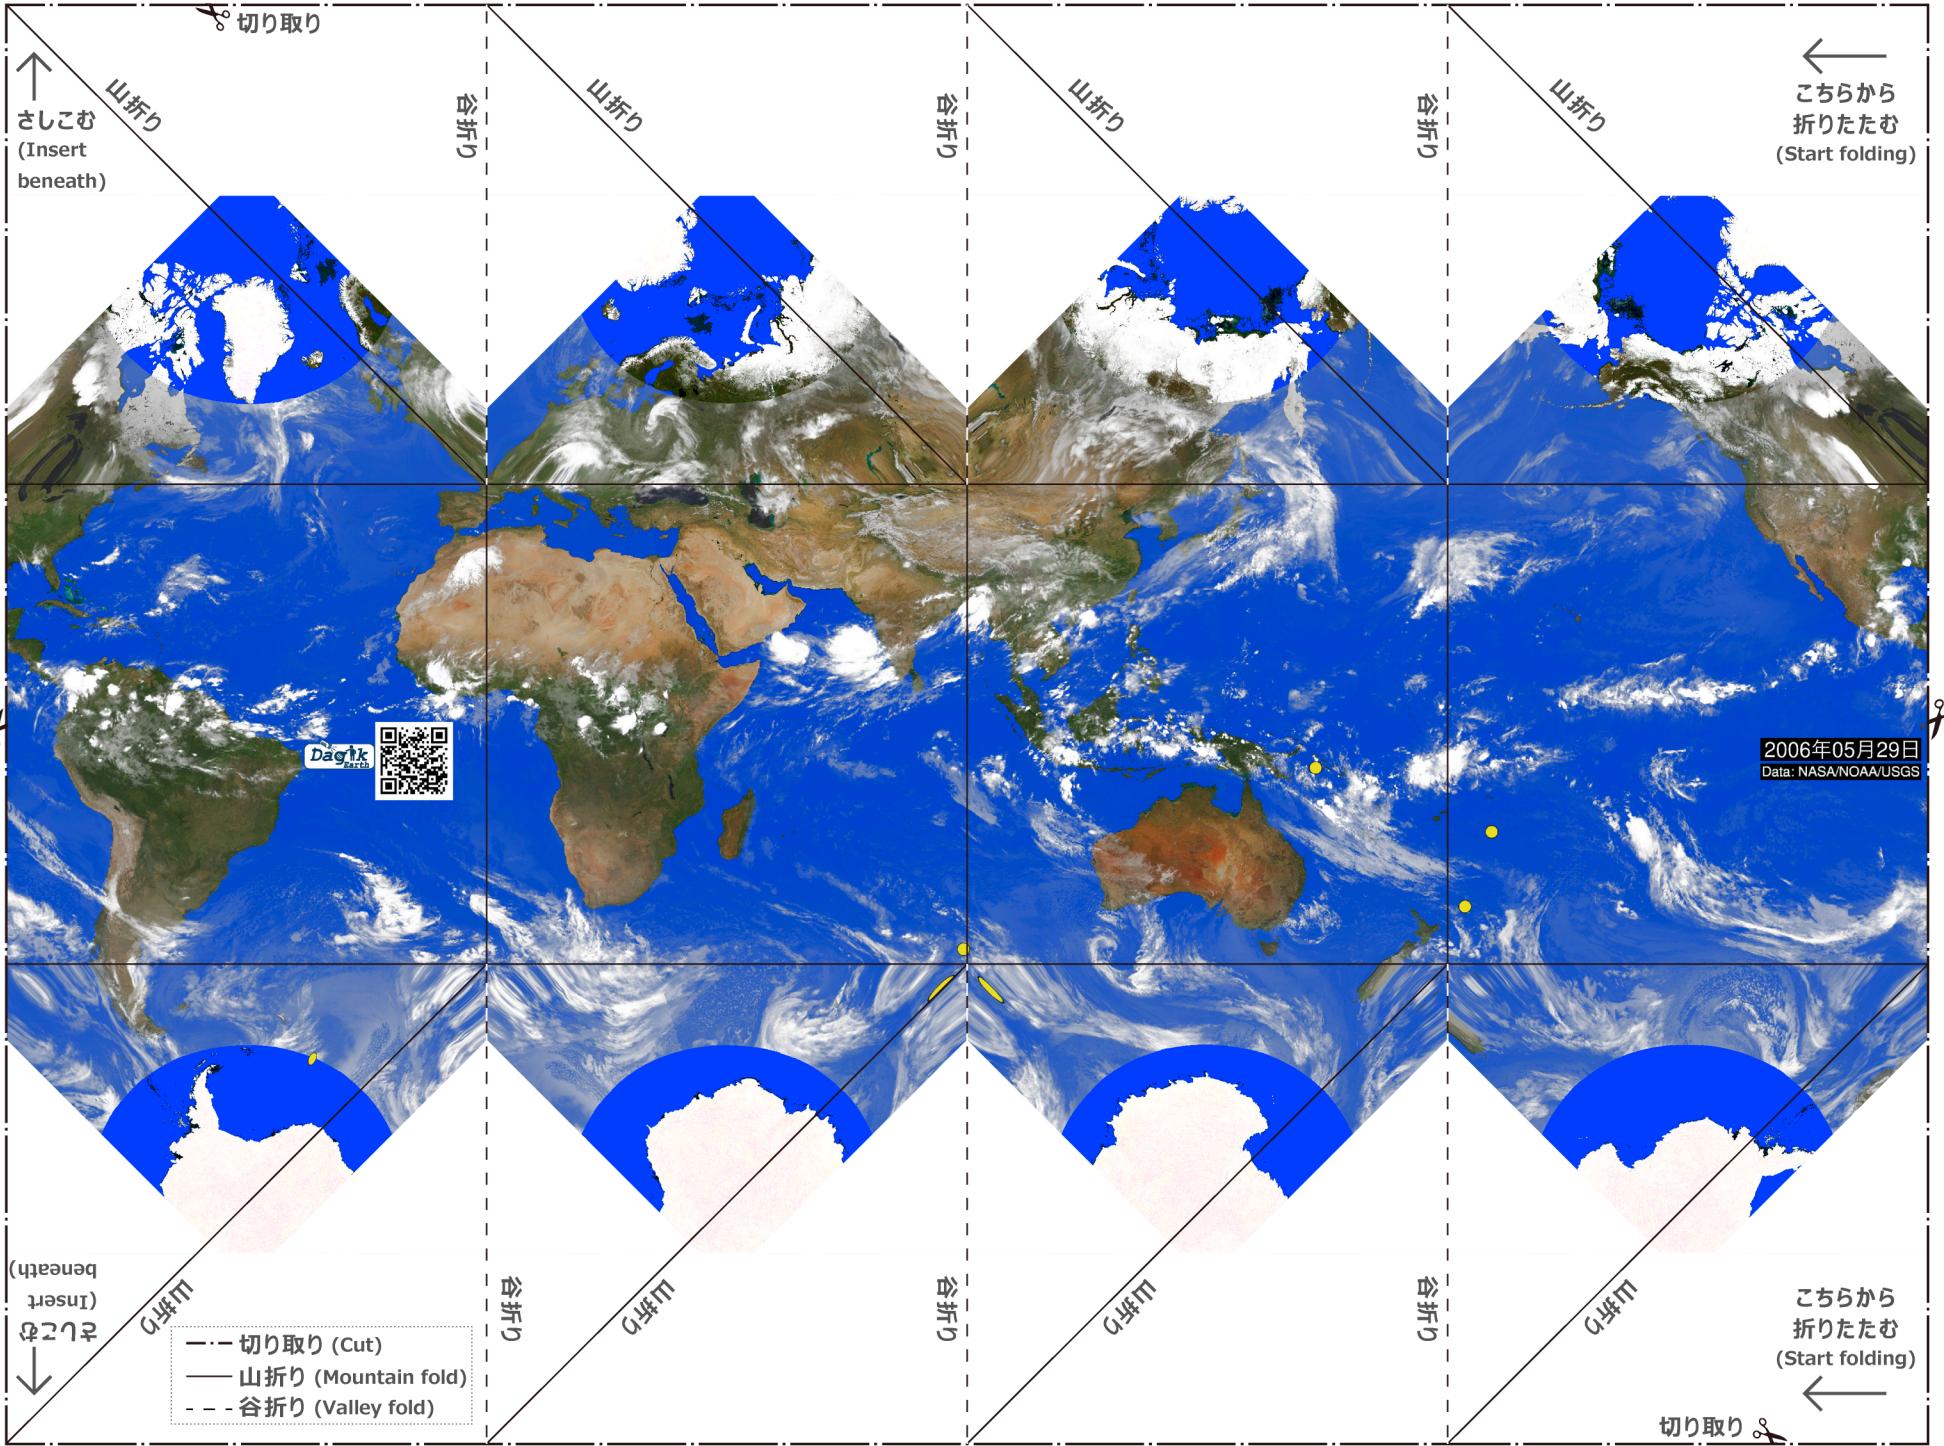 切り取り
山折り
谷折り
山折り
谷折り
山折り
谷折り
山折り
さしこむ
(Insert
beneath)
こちらから
折りたたむ
(Start folding)
Dagik
Earth
2006年05月29日
Data: NASA/NOAA/USGS
さしこむ
(Insert
beneath)
山折り
谷折り
山折り
谷折り
山折り
谷折り
山折り
こちらから
折りたたむ
(Start folding)
切り取り (Cut)
山折り (Mountain fold)
谷折り (Valley fold)
切り取り